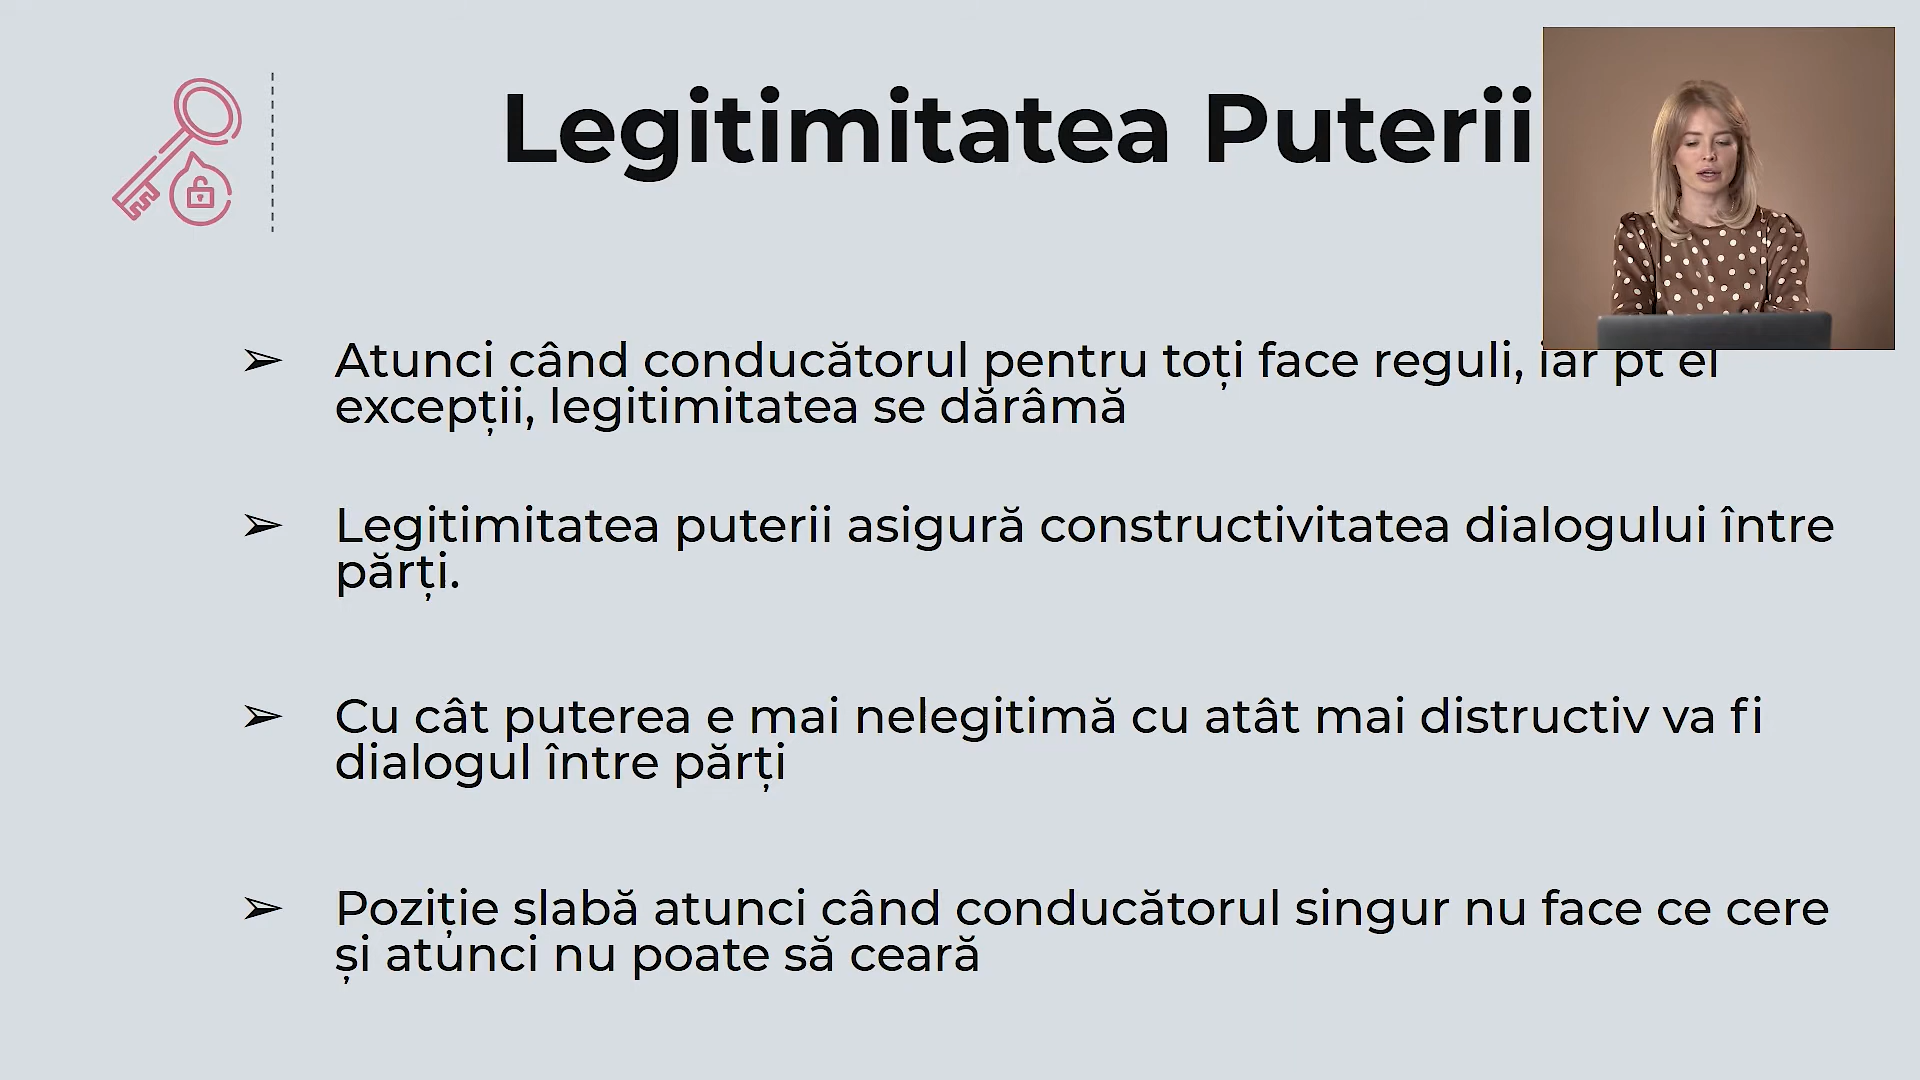 Legitimitatea Puterii
➢ Atunci când conducătorul pentru toți face reguli, iar pt el
excepții, legitimitatea se dărâmă
➢ Legitimitatea puterii asigură constructivitatea dialogului între
părți.
➢ Cu cât puterea e mai nelegitimă cu atât mai distructiv va fi
dialogul între părți
➢ Poziție slabă atunci când conducătorul singur nu face ce cere
și atunci nu poate să ceară